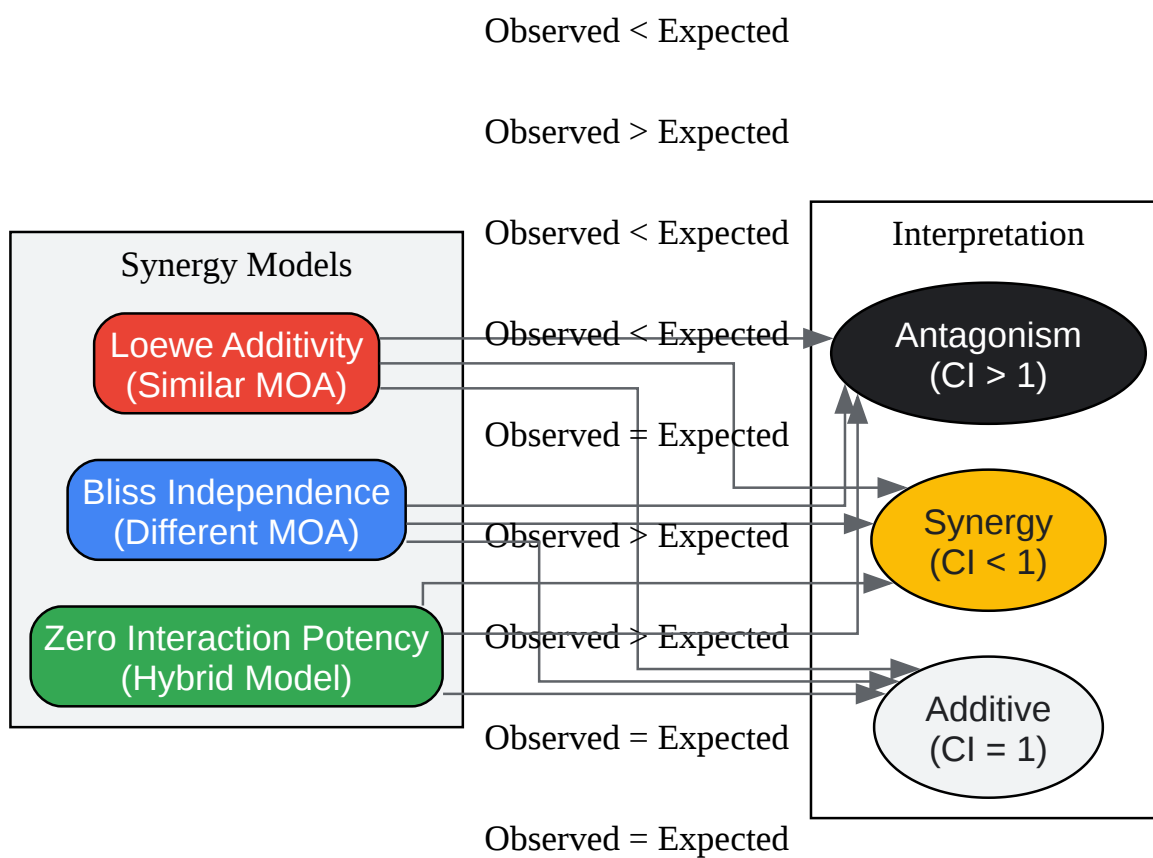 Synergy Models
Loewe Additivity
(Similar MOA)
Bliss Independence
(Different MOA)
Zero Interaction Potency
(Hybrid Model)
Observed < Expected
Observed > Expected
Observed < Expected
Observed < Expected
Observed = Expected
Observed > Expected
Observed > Expected
Observed = Expected
Observed = Expected
Interpretation
Antagonism
(CI > 1)
Synergy
(CI < 1)
Additive
(CI = 1)